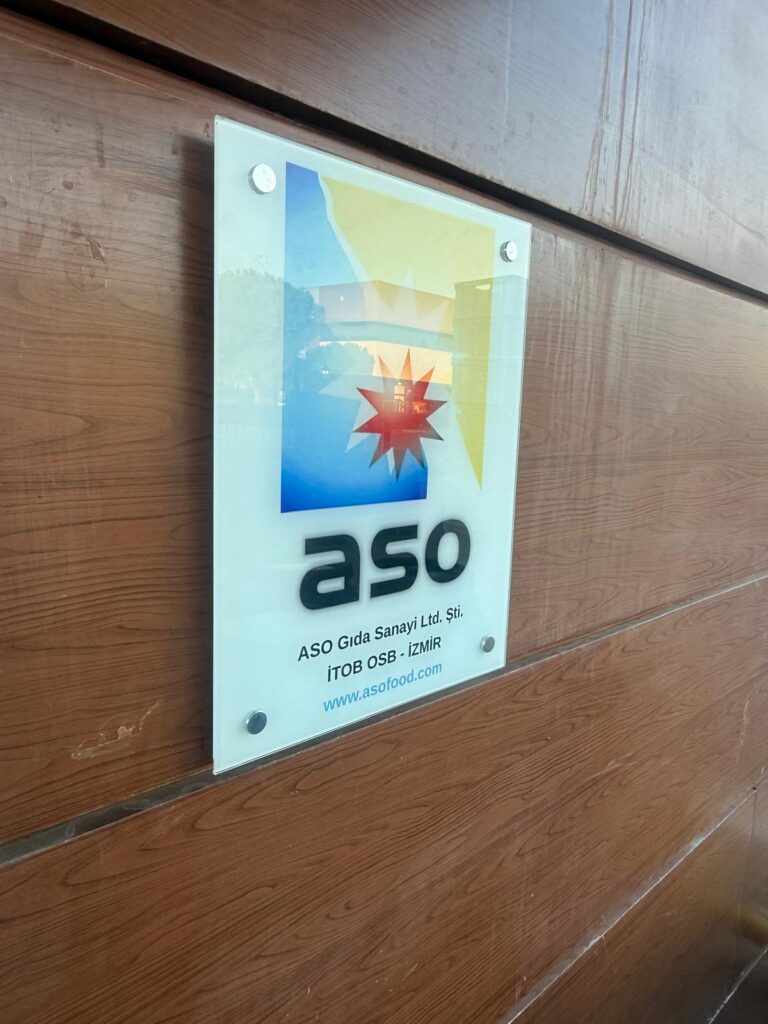 aso
ASO Gıda Sanayi Ltd. Şti.
İTOB OSB - İZMİR
www.asofood.com